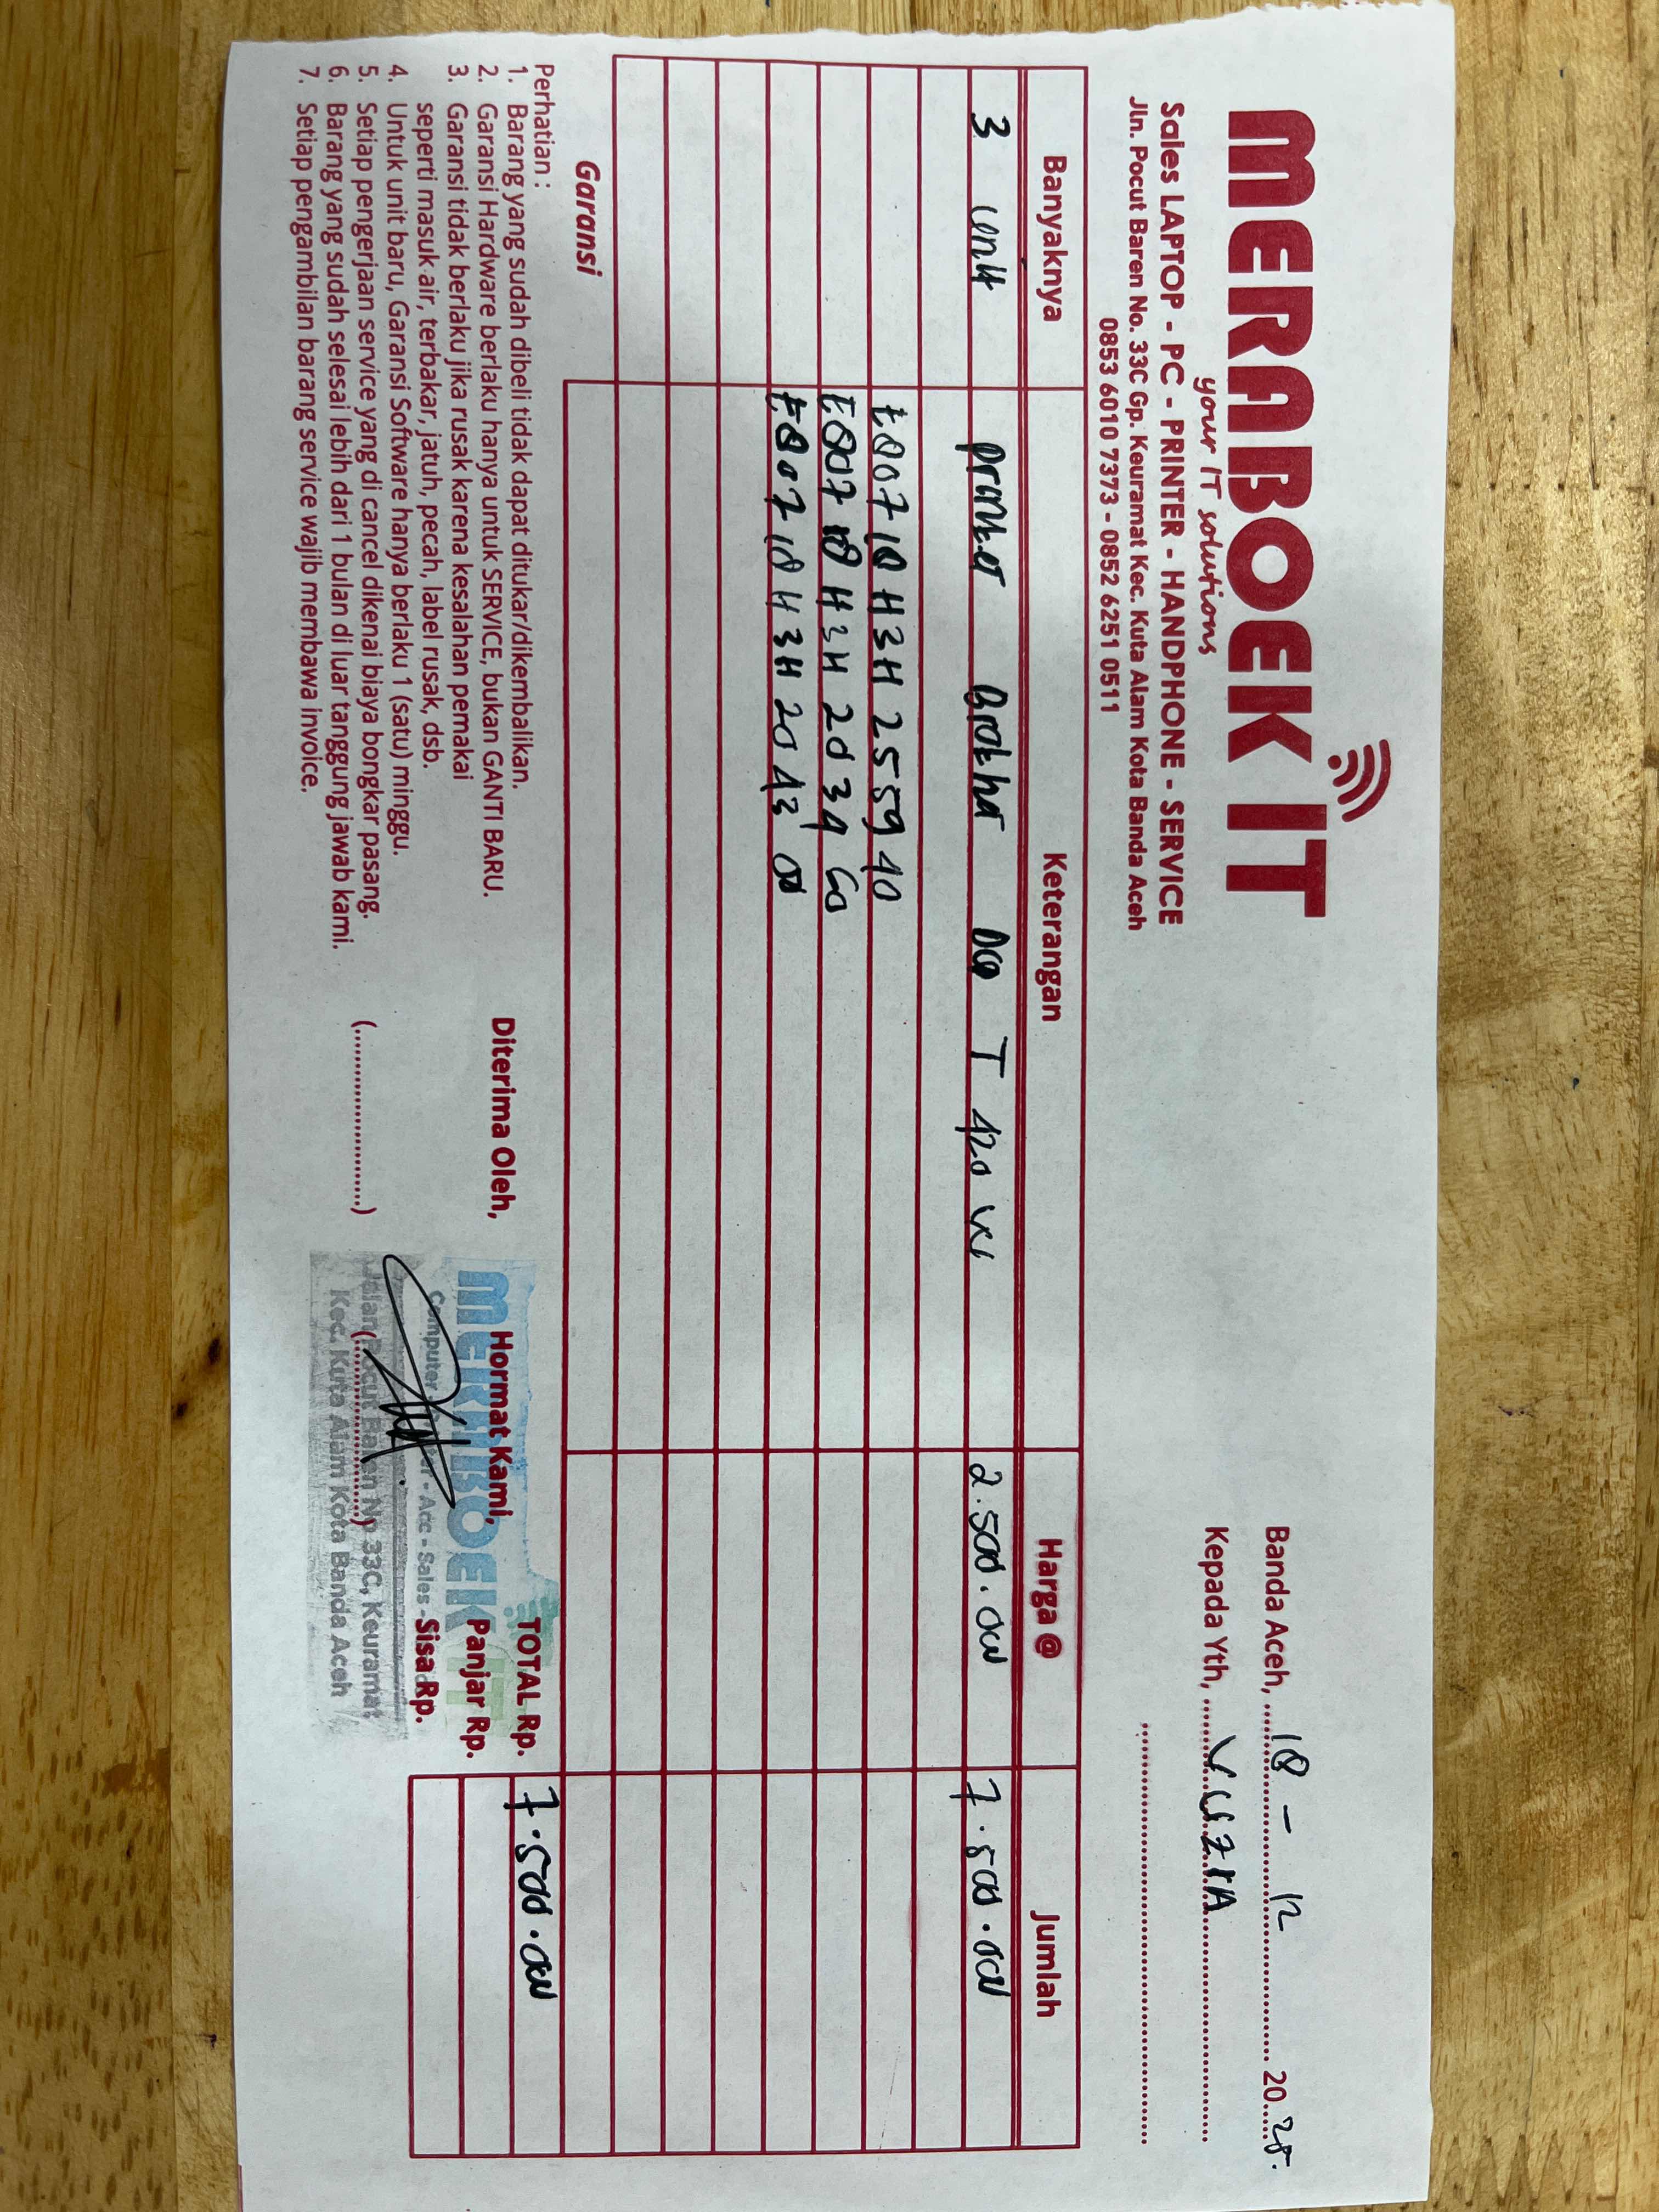 MERABOEK IT
your IT solutions
Sales LAPTOP - PC - PRINTER - HANDPHONE - SERVICE
Jln. Pocut Baren No. 33C Gp. Keuramat Kec. Kuta Alam Kota Banda Aceh
0853 6010 7373 - 0852 6251 0511
Banda Aceh, 18 - 12 2025.
Kepada Yth, YUZIA
Banyaknya Keterangan Harga @ Jumlah
3 unit printer Brother DCP T 420 W 2.500.000 7.500.000
E80718H3H255940
E80718H3H203460
E80718H3H204300
Garansi
TOTAL Rp. 7.500.000
Panjar Rp.
Sisa Rp.
Perhatian :
1. Barang yang sudah dibeli tidak dapat ditukar/dikembalikan.
2. Garansi Hardware berlaku hanya untuk SERVICE, bukan GANTI BARU.
3. Garansi tidak berlaku jika rusak karena kesalahan pemakai
seperti masuk air, terbakar, jatuh, pecah, label rusak, dsb.
4. Untuk unit baru, Garansi Software hanya berlaku 1 (satu) minggu.
5. Setiap pengerjaan service yang di cancel dikenai biaya bongkar pasang.
6. Barang yang sudah selesai lebih dari 1 bulan di luar tanggung jawab kami.
7. Setiap pengambilan barang service wajib membawa invoice.
Diterima Oleh,
(........................)
Hormat Kami,
(........................)
MERABOEK IT
Computer - Acc - Sales -
Jalan Pocut Baren No 33C, Keuramat
Kec. Kuta Alam Kota Banda Aceh